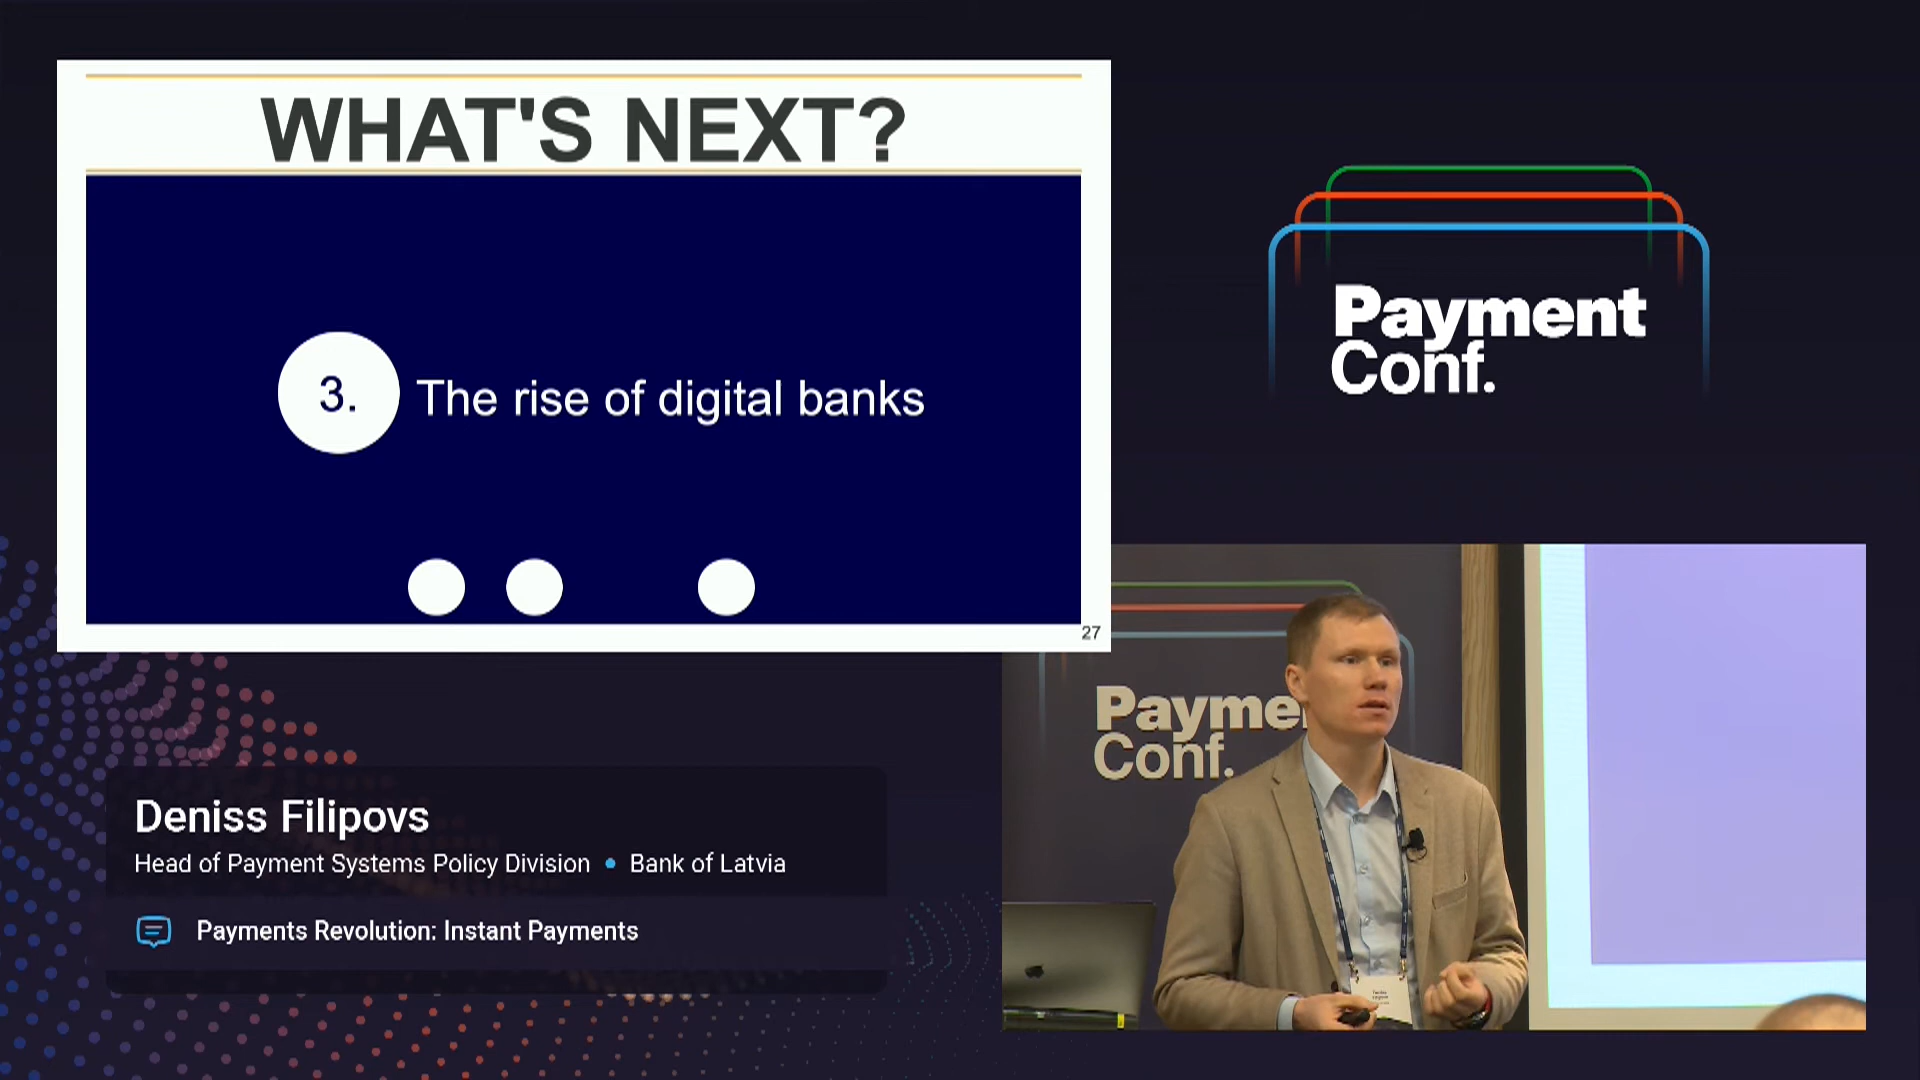 WHAT'S NEXT?
3. The rise of digital banks
27
Payment
Conf.
Payme
Conf.
Deniss Filipovs
Head of Payment Systems Policy Division • Bank of Latvia
Payments Revolution: Instant Payments